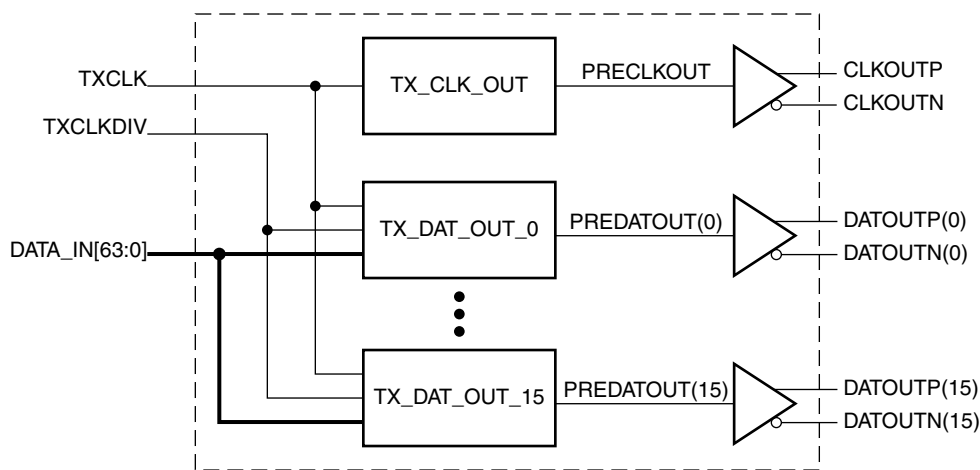 TXCLK
TX_CLK_OUT
PRECLKOUT
CLKOUTP
CLKOUTN
TXCLKDIV
DATA_IN[63:0]
TX_DAT_OUT_0
PREDATOUT(0)
DATOUTP(0)
DATOUTN(0)
TX_DAT_OUT_15
PREDATOUT(15)
DATOUTP(15)
DATOUTN(15)